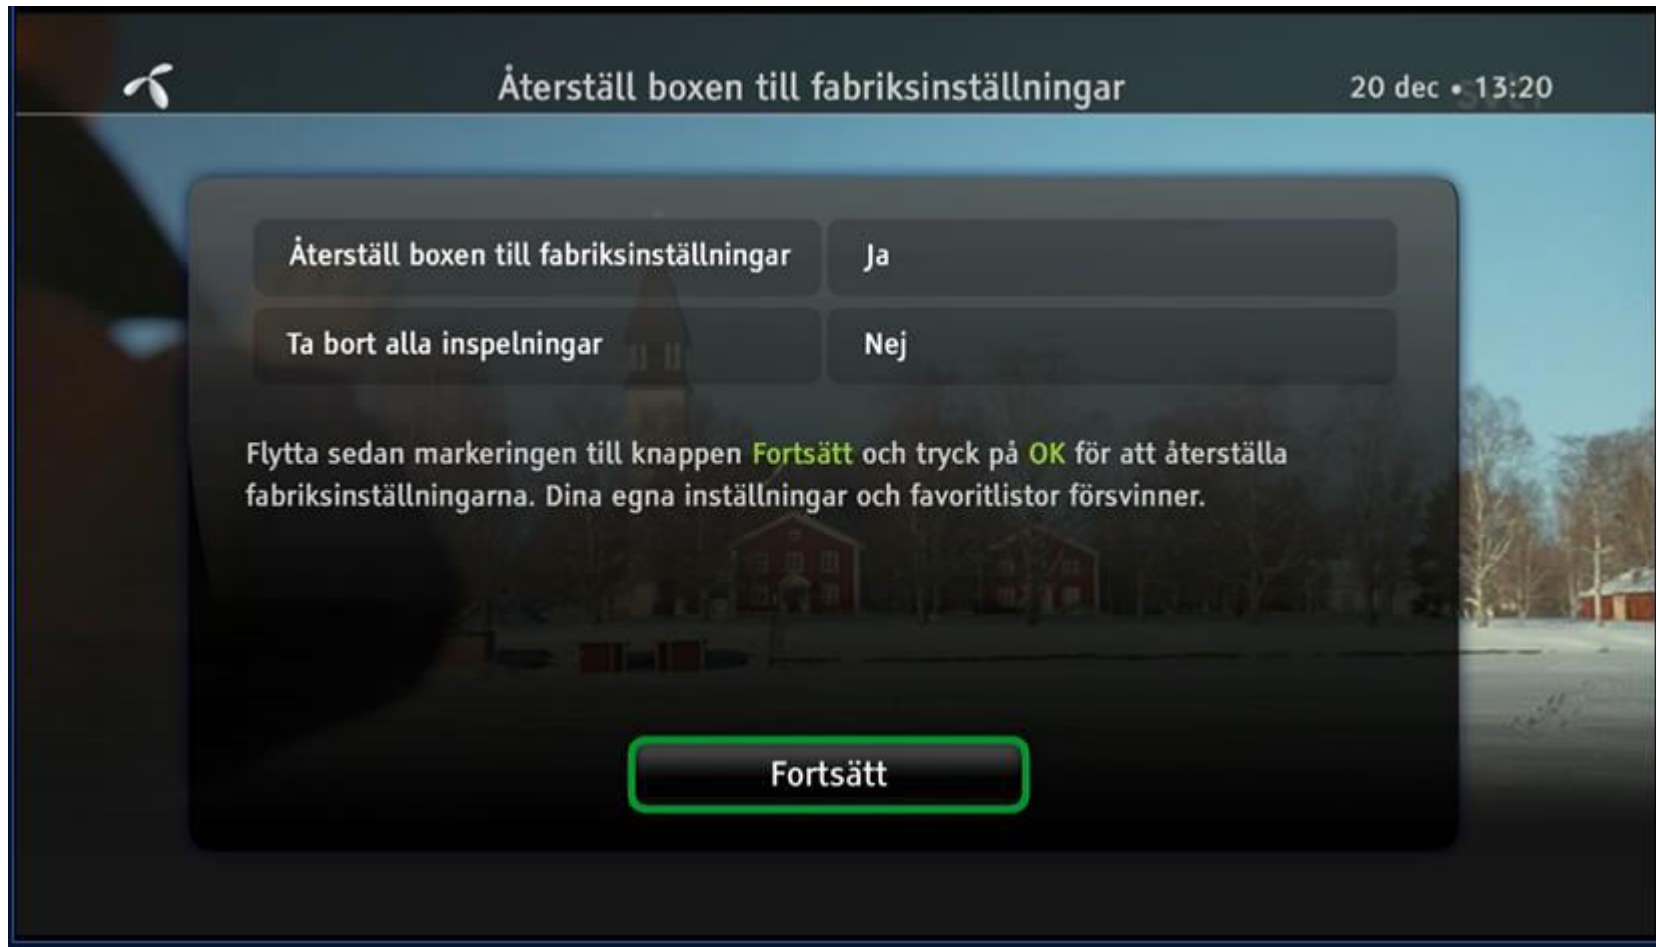 Återställ boxen till fabriksinställningar
20 dec • 13:20
Återställ boxen till fabriksinställningar
Ja
Ta bort alla inspelningar
Nej
Flytta sedan markeringen till knappen Fortsätt och tryck på OK för att återställa
fabriksinställningarna. Dina egna inställningar och favoritlistor försvinner.
Fortsätt